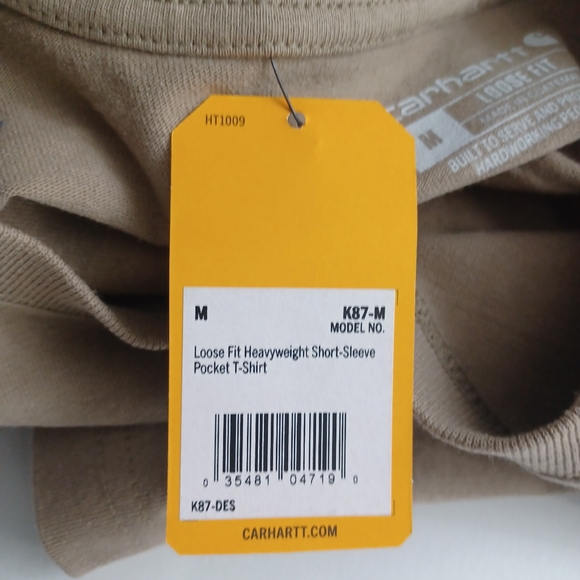 HT1009
carhartt
LOOSE FIT
M
BUILT TO SERVE AND
HARDWORKING
M
K87-M
MODEL NO.
Loose Fit Heavyweight Short-Sleeve
Pocket T-Shirt
0 35481 04719 0
K87-DES
CARHARTT.COM